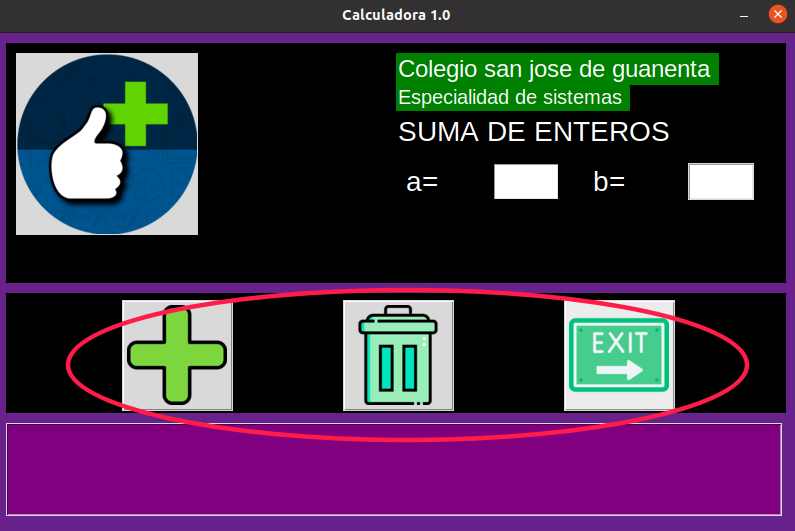 Calculadora 1.0
Colegio san jose de guanenta
Especialidad de sistemas
SUMA DE ENTEROS
a= b=
EXIT